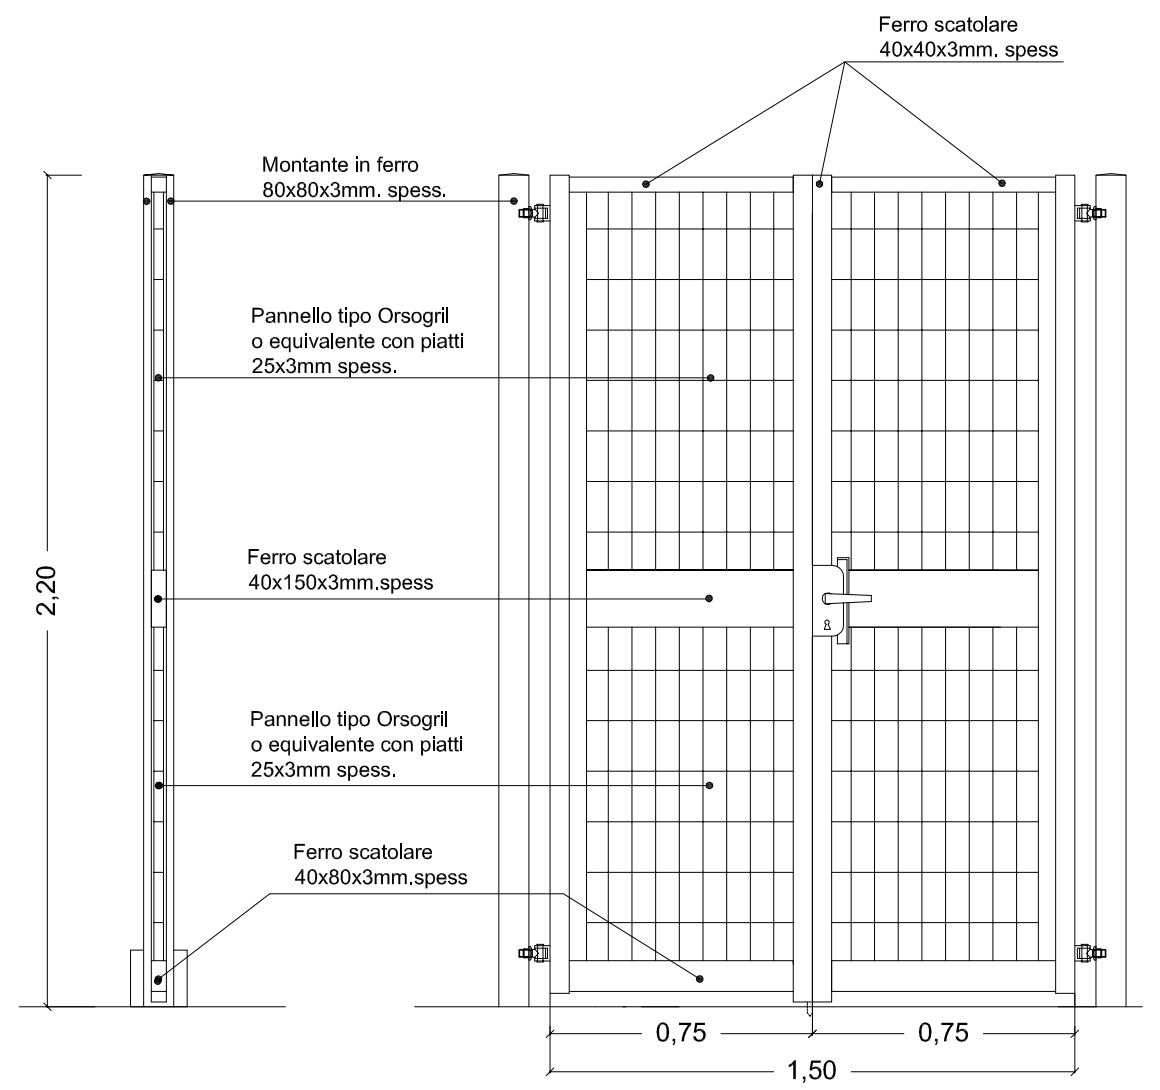 Ferro scatolare
40x40x3mm. spess
Montante in ferro
80x80x3mm. spess.
Pannello tipo Orsogril
o equivalente con piatti
25x3mm spess.
Ferro scatolare
40x150x3mm.spess
2,20
Pannello tipo Orsogril
o equivalente con piatti
25x3mm spess.
Ferro scatolare
40x80x3mm.spess
0,75
0,75
1,50